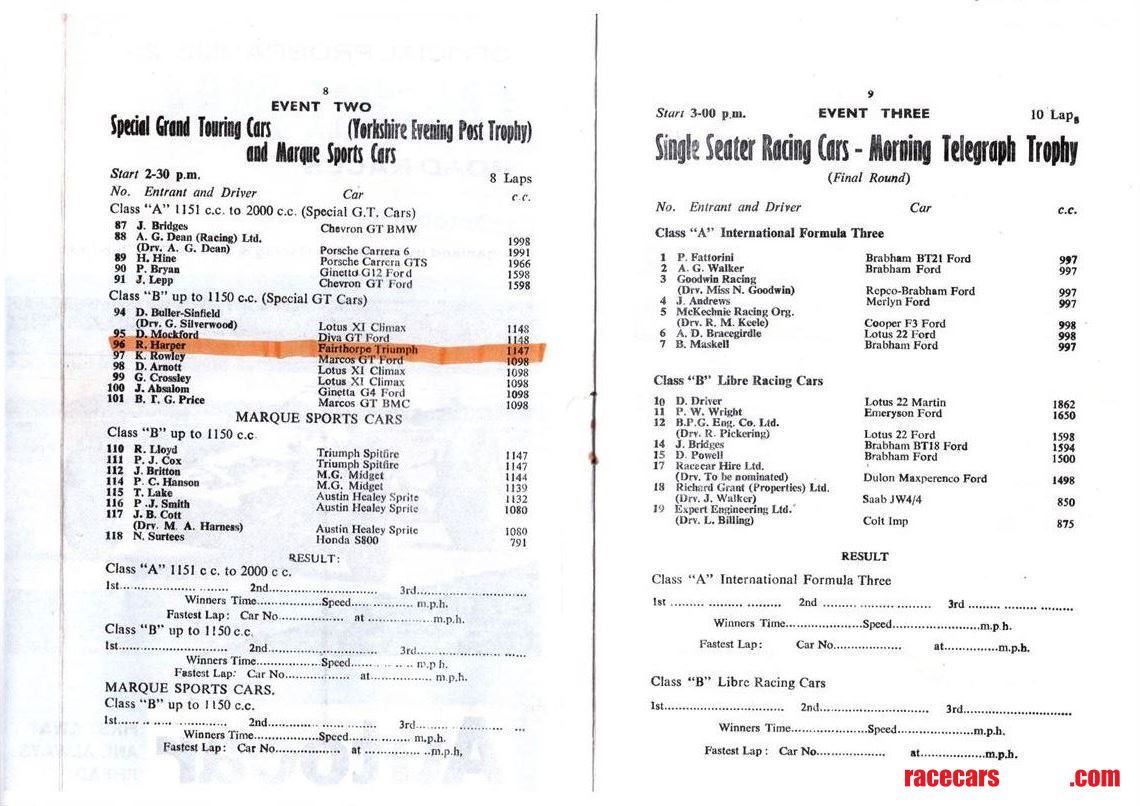 8
EVENT TWO
Special Grand Touring Cars (Yorkshire Evening Post Trophy)
and Marque Sports Cars
Start 2-30 p.m. 8 Laps
No. Entrant and Driver Car c.c.
Class "A" 1151 c.c. to 2000 c.c. (Special G.T. Cars)
87 J. Bridges Chevron GT BMW
88 A. G. Dean (Racing) Ltd. 1998
(Drv. A. G. Dean) Porsche Carrera 6 1991
89 H. Hine Porsche Carrera GTS 1966
90 P. Bryan Ginetta G12 Ford 1598
91 J. Lepp Chevron GT Ford 1598
Class "B" up to 1150 c.c. (Special GT Cars)
94 D. Buller-Sinfield
(Drv. G. Silverwood) Lotus XI Climax 1148
95 D. Mockford Diva GT Ford 1148
96 R. Harper Fairthorpe Triumph 1147
97 K. Rowley Marcos GT Ford 1098
98 D. Arnott Lotus XI Climax 1098
99 G. Crossley Lotus XI Climax 1098
100 J. Absalom Ginetta G4 Ford 1098
101 B. T. G. Price Marcos GT BMC 1098
MARQUE SPORTS CARS
Class "B" up to 1150 c.c
110 R. Lloyd Triumph Spitfire 1147
111 P. J. Cox Triumph Spitfire 1147
112 J. Britton M.G. Midget 1144
114 P. C. Hanson M.G. Midget 1139
115 T. Lake Austin Healey Sprite 1132
116 P .J. Smith Austin Healey Sprite 1080
117 J. B. Cott
(Drv. M. A. Harness) Austin Healey Sprite 1080
118 N. Surtees Honda S800 791
RESULT:
Class "A" 1151 c c. to 2000 c c.
1st............................ 2nd............................ 3rd............................
Winners Time................Speed................m.p.h.
Fastest Lap: Car No................ at ................m.p.h.
Class "B" up to 1150 c.c.
1st............................ 2nd............................ 3rd............................
Winners Time................Speed................m.p h.
Fastest Lap: Car No................ at................m.p.h.
MARQUE SPORTS CARS.
Class "B" up to 1150 c.c.
1st............................ 2nd............................ 3rd............................
Winners Time................Speed................m.p.h.
Fastest Lap: Car No................ at ................m.p.h,
9
Start 3-00 p.m. EVENT THREE 10 Laps
Single Seater Racing Cars - Morning Telegraph Trophy
(Final Round)
No. Entrant and Driver Car c.c.
Class "A" International Formula Three
1 P. Fattorini Brabham BT21 Ford 997
2 A. G. Walker Brabham Ford 997
3 Goodwin Racing
(Drv. Miss N. Goodwin) Repco-Brabham Ford 997
4 J. Andrews Merlyn Ford 997
5 McKechnie Racing Org.
(Drv. R. M. Keele) Cooper F3 Ford 998
6 A. D. Bracegirdle Lotus 22 Ford 998
7 B. Maskell Brabham Ford 997
Class "B" Libre Racing Cars
10 D. Driver Lotus 22 Martin 1862
11 P. W. Wright Emeryson Ford 1650
12 B.P.G. Eng. Co. Ltd.
(Drv. R. Pickering) Lotus 22 Ford 1598
14 J. Bridges Brabham BT18 Ford 1594
15 D. Powell Brabham Ford 1500
17 Racecar Hire Ltd.
(Drv. To be nominated) Dulon Maxperenco Ford 1498
18 Richard Grant (Properties) Ltd.
(Drv. J. Walker) Saab JW4/4 850
19 Expert Engineering Ltd.
(Drv. L. Billing) Colt Imp 875
RESULT
Class "A" International Formula Three
1st ............................ 2nd ............................ 3rd ............................
Winners Time................Speed................m.p.h.
Fastest Lap: Car No................ at................m.p.h.
Class "B" Libre Racing Cars
1st............................ 2nd............................ 3rd............................
Winners Time................Speed................m.p.h.
Fastest Lap: Car No................ at................m.p.h.
racecars .com